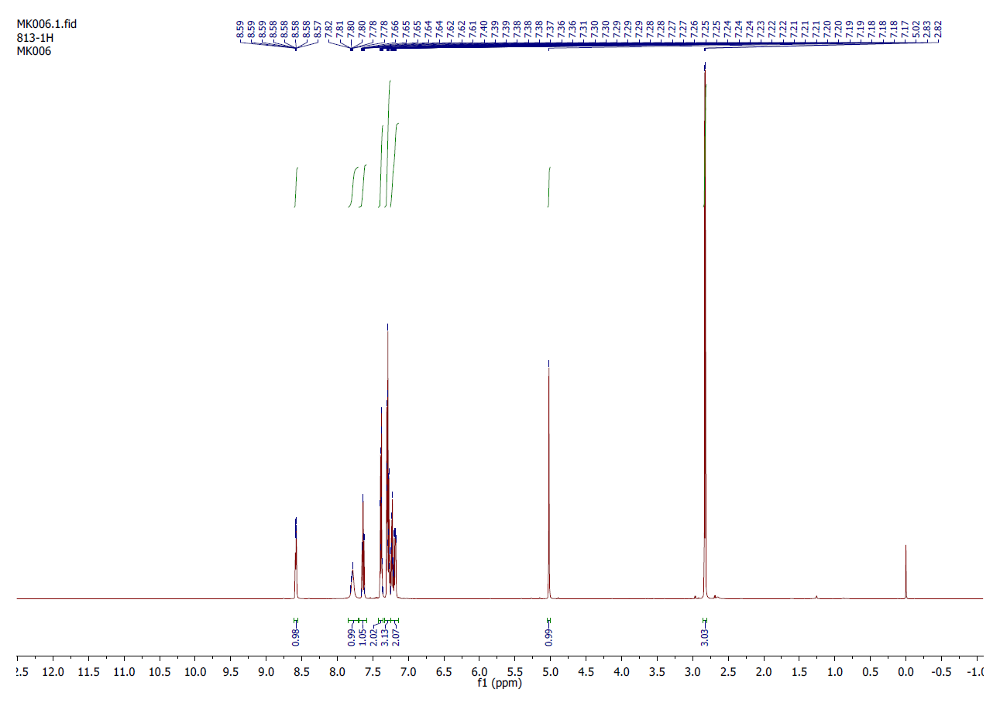 MK006.1.fid
813-1H
MK006
8.59 8.59 8.59 8.58 8.58 8.58 8.58 8.57 7.82 7.81 7.80 7.80 7.78 7.78 7.66 7.65 7.65 7.64 7.64 7.62 7.62 7.61 7.40 7.39 7.39 7.38 7.38 7.38 7.37 7.36 7.36 7.31 7.30 7.30 7.29 7.29 7.29 7.28 7.28 7.27 7.27 7.26 7.25 7.25 7.24 7.24 7.24 7.23 7.22 7.22 7.21 7.21 7.21 7.20 7.20 7.19 7.19 7.18 7.18 7.18 7.17 5.02 2.83 2.82
0.98 0.99 1.05 2.02 3.13 2.07 0.99 3.03
12.0 11.5 11.0 10.5 10.0 9.5 9.0 8.5 8.0 7.5 7.0 6.5 6.0 5.5 5.0 4.5 4.0 3.5 3.0 2.5 2.0 1.5 1.0 0.5 0.0 -0.5
f1 (ppm)